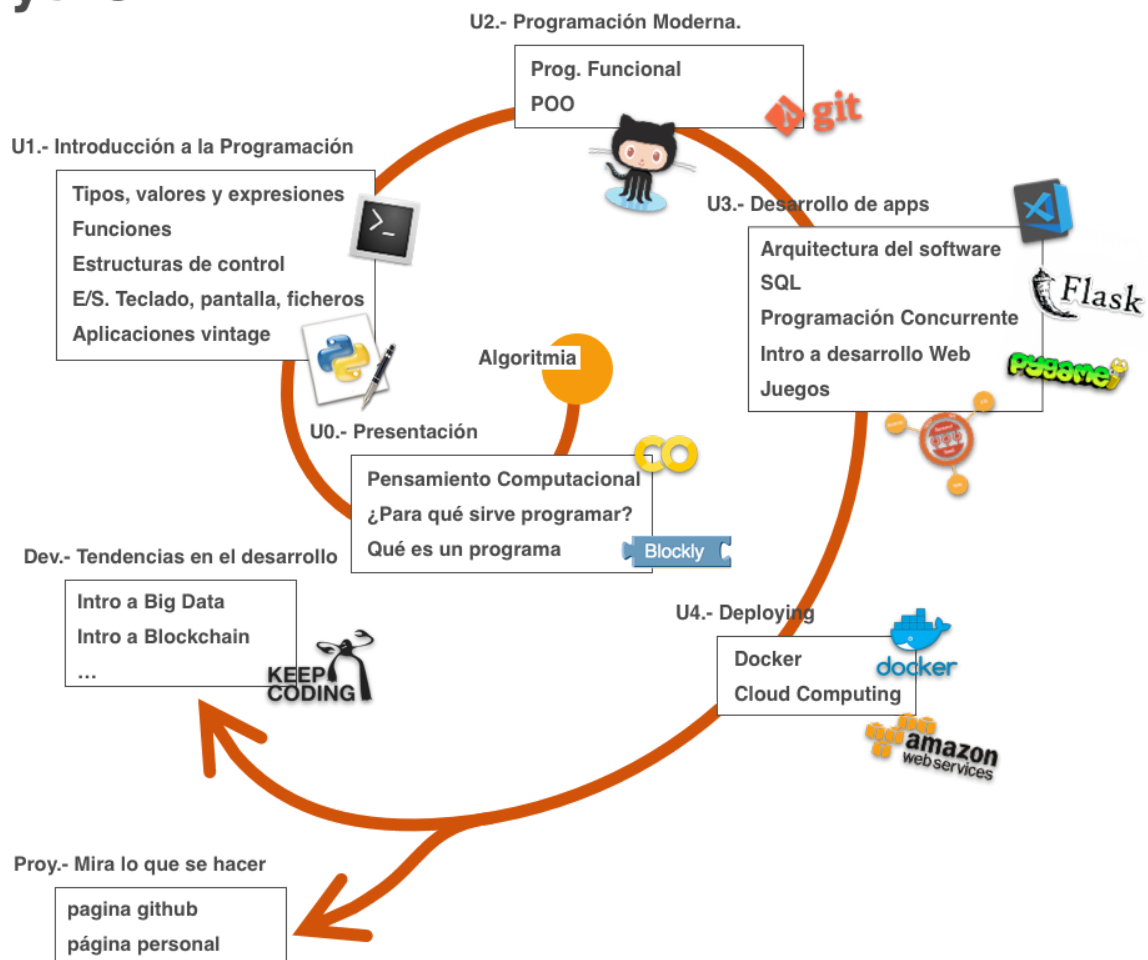 U2.- Programación Moderna.
Prog. Funcional
POO
git
U1.- Introducción a la Programación
Tipos, valores y expresiones
Funciones
Estructuras de control
E/S. Teclado, pantalla, ficheros
Aplicaciones vintage
>_
U3.- Desarrollo de apps
Arquitectura del software
SQL
Programación Concurrente
Intro a desarrollo Web
Juegos
Flask
pygame
Algoritmia
U0.- Presentación
Pensamiento Computacional
¿Para qué sirve programar?
Qué es un programa
CO
Blockly
Dev.- Tendencias en el desarrollo
Intro a Big Data
Intro a Blockchain
...
KEEP
CODING
U4.- Deploying
Docker
Cloud Computing
docker
amazon
webservices
Proy.- Mira lo que se hacer
pagina github
página personal